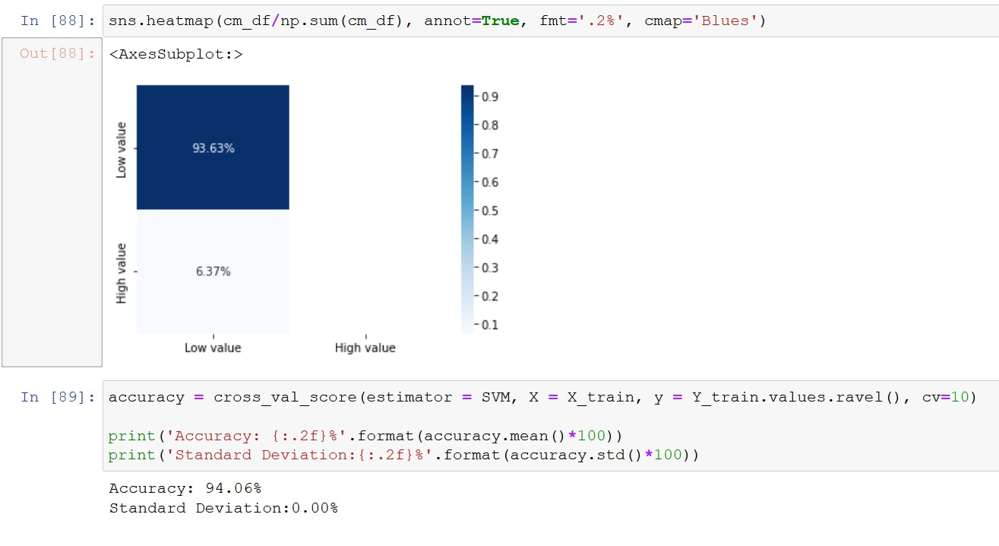 In [88]: sns.heatmap(cm_df/np.sum(cm_df), annot=True, fmt='.2%', cmap='Blues')
Out[88]: <AxesSubplot:>
Low value
High value
93.63%
6.37%
Low value High value
0.9
0.8
0.7
0.6
0.5
0.4
0.3
0.2
0.1
In [89]: accuracy = cross_val_score(estimator = SVM, X = X_train, y = Y_train.values.ravel(), cv=10)
print('Accuracy: {:.2f}%'.format(accuracy.mean()*100))
print('Standard Deviation:{:.2f}%'.format(accuracy.std()*100))
Accuracy: 94.06%
Standard Deviation:0.00%